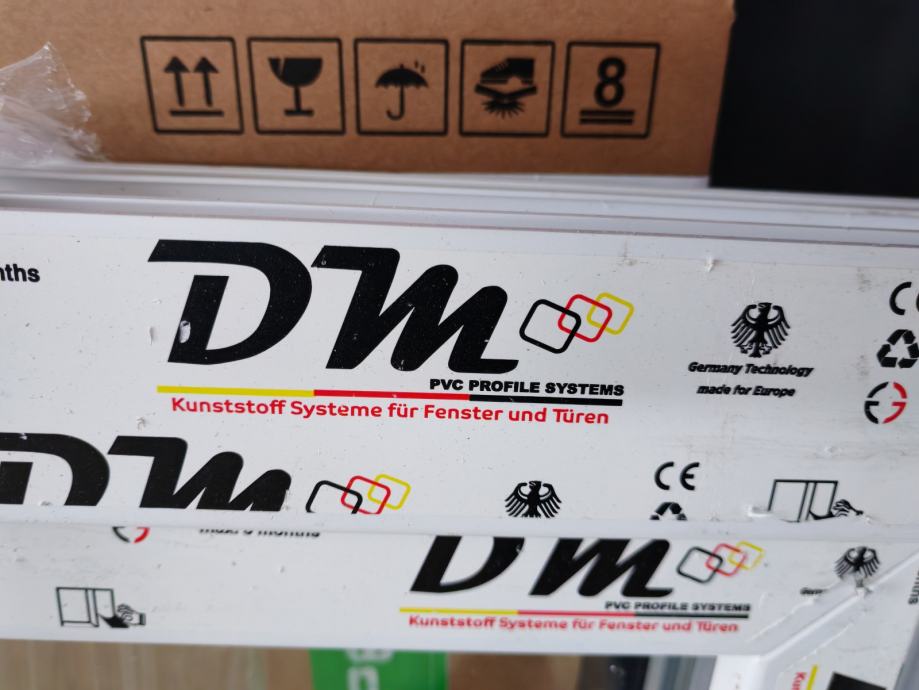 8
DM
PVC PROFILE SYSTEMS
Kunststoff Systeme für Fenster und Türen
Germany Technology
made for Europe
CE
DM
CE
months
DM
PVC PROFILE SYSTEMS
Kunststoff Systeme für Fenster und Türen